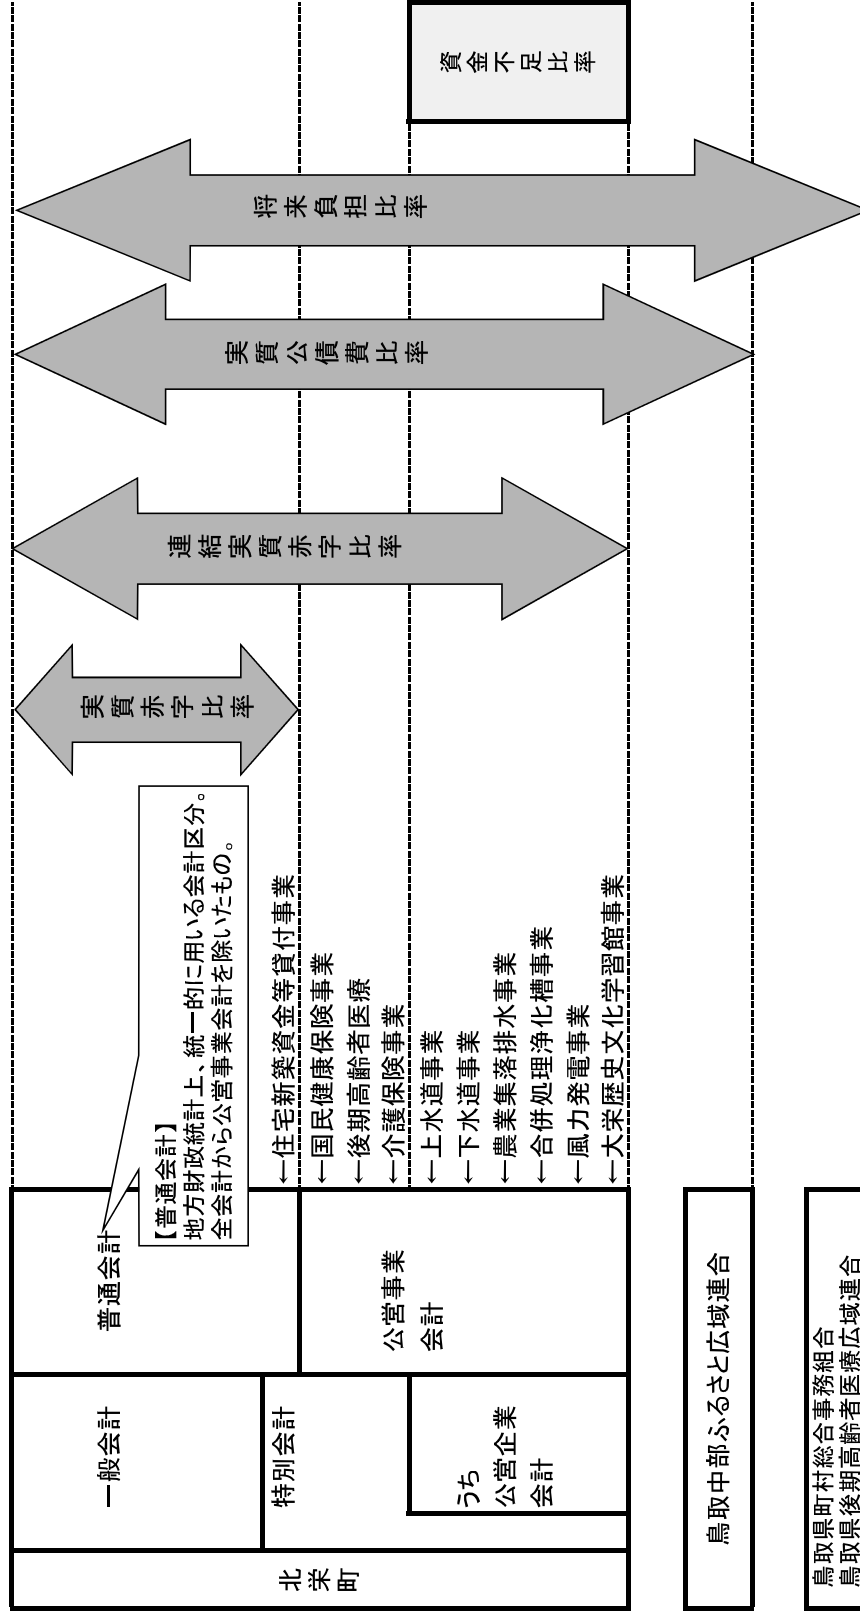 北栄町
一般会計
特別会計
うち
公営企業
会計
普通会計
公営事業
会計
【普通会計】
地方財政統計上、統一的に用いる会計区分。
全会計から公営事業会計を除いたもの。
←住宅新築資金等貸付事業
←国民健康保険事業
←後期高齢者医療
←介護保険事業
←上水道事業
←下水道事業
←農業集落排水事業
←合併処理浄化槽事業
←風力発電事業
←大栄歴史文化学習館事業
実質赤字比率
連結実質赤字比率
実質公債費比率
将来負担比率
資金不足比率
鳥取中部ふるさと広域連合
鳥取県町村総合事務組合
鳥取県後期高齢者医療広域連合